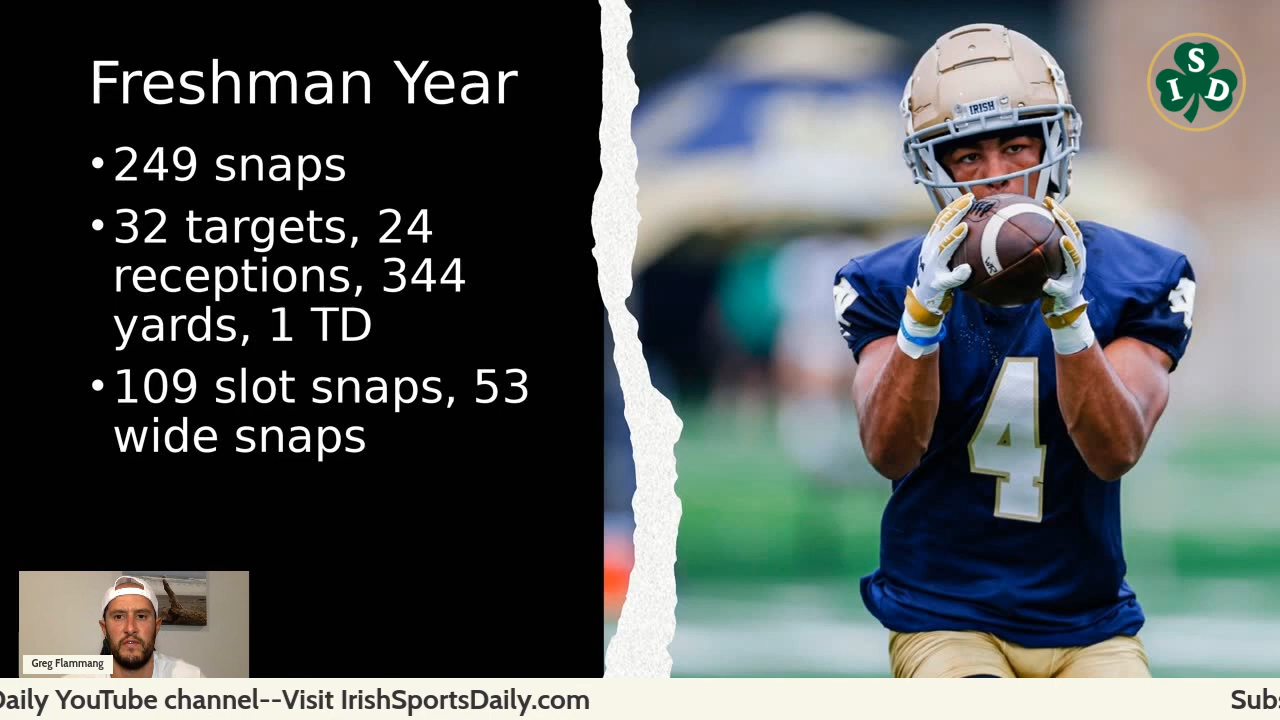 Freshman Year
• 249 snaps
• 32 targets, 24
receptions, 344
yards, 1 TD
• 109 slot snaps, 53
wide snaps
S
I D
IRISH
4
Greg Flammang
Daily YouTube channel--Visit IrishSportsDaily.com
Subs